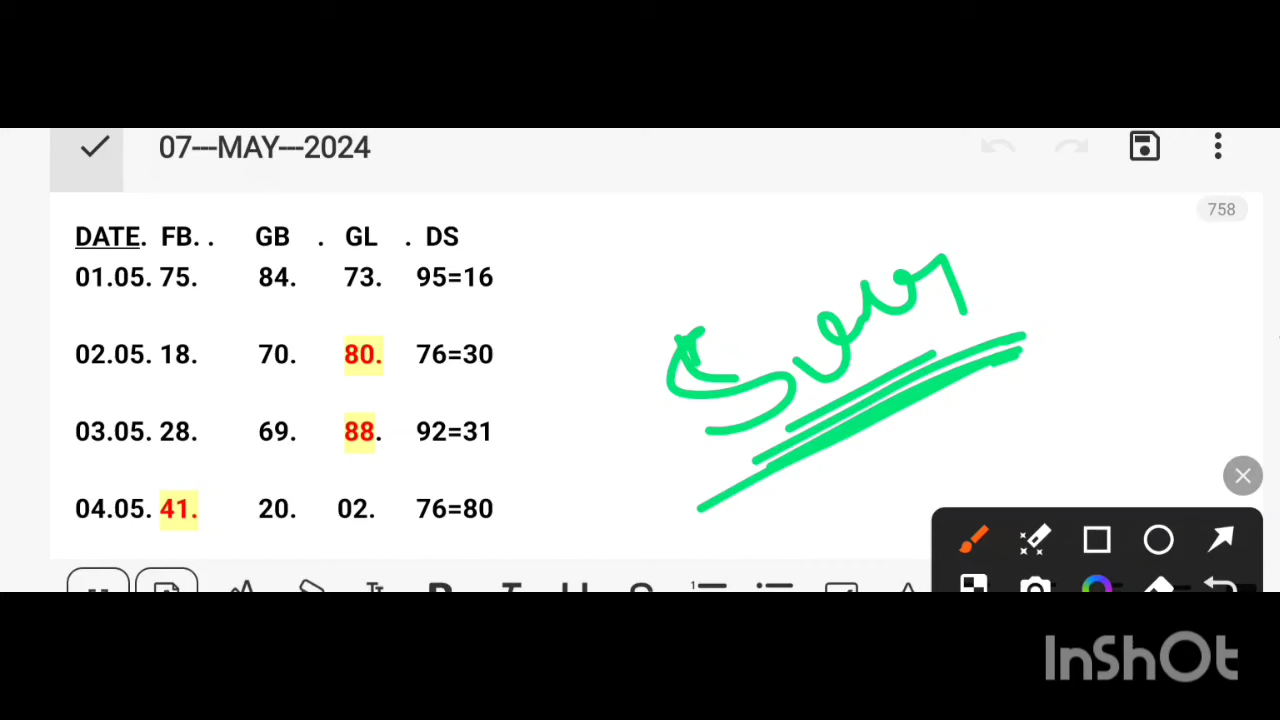 07---MAY---2024
758
DATE. FB. . GB . GL . DS
01.05. 75. 84. 73. 95=16
02.05. 18. 70. 80. 76=30
03.05. 28. 69. 88. 92=31
04.05. 41. 20. 02. 76=80
InShOt